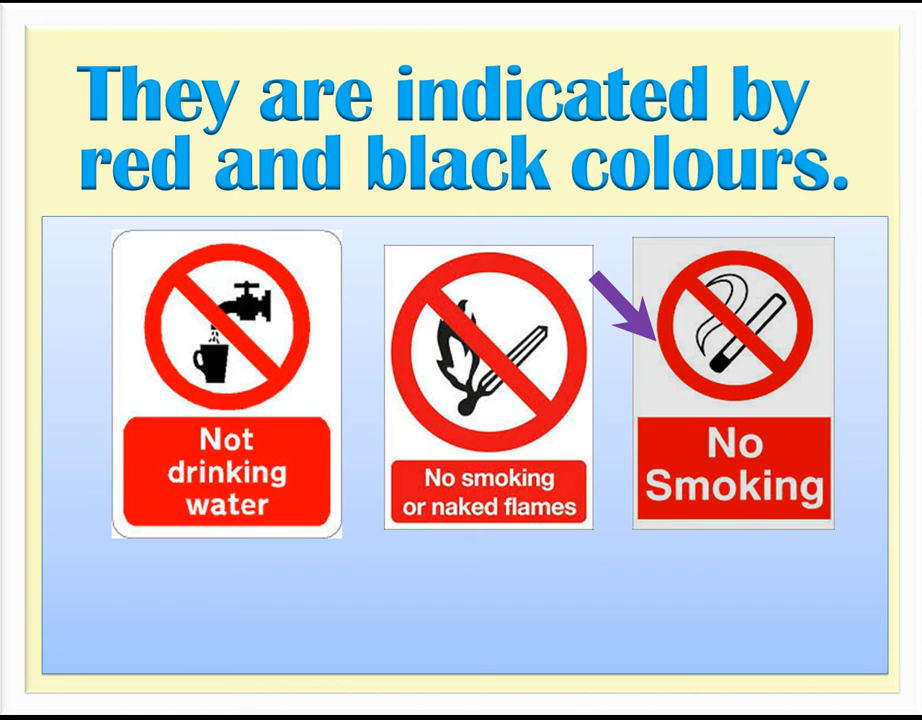 They are indicated by
red and black colours.
Not
drinking
water
No smoking
or naked flames
No
Smoking